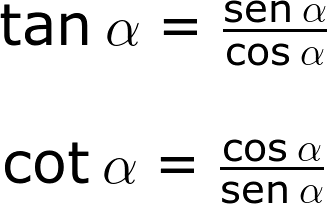 tan α = sen α / cos α
cot α = cos α / sen α